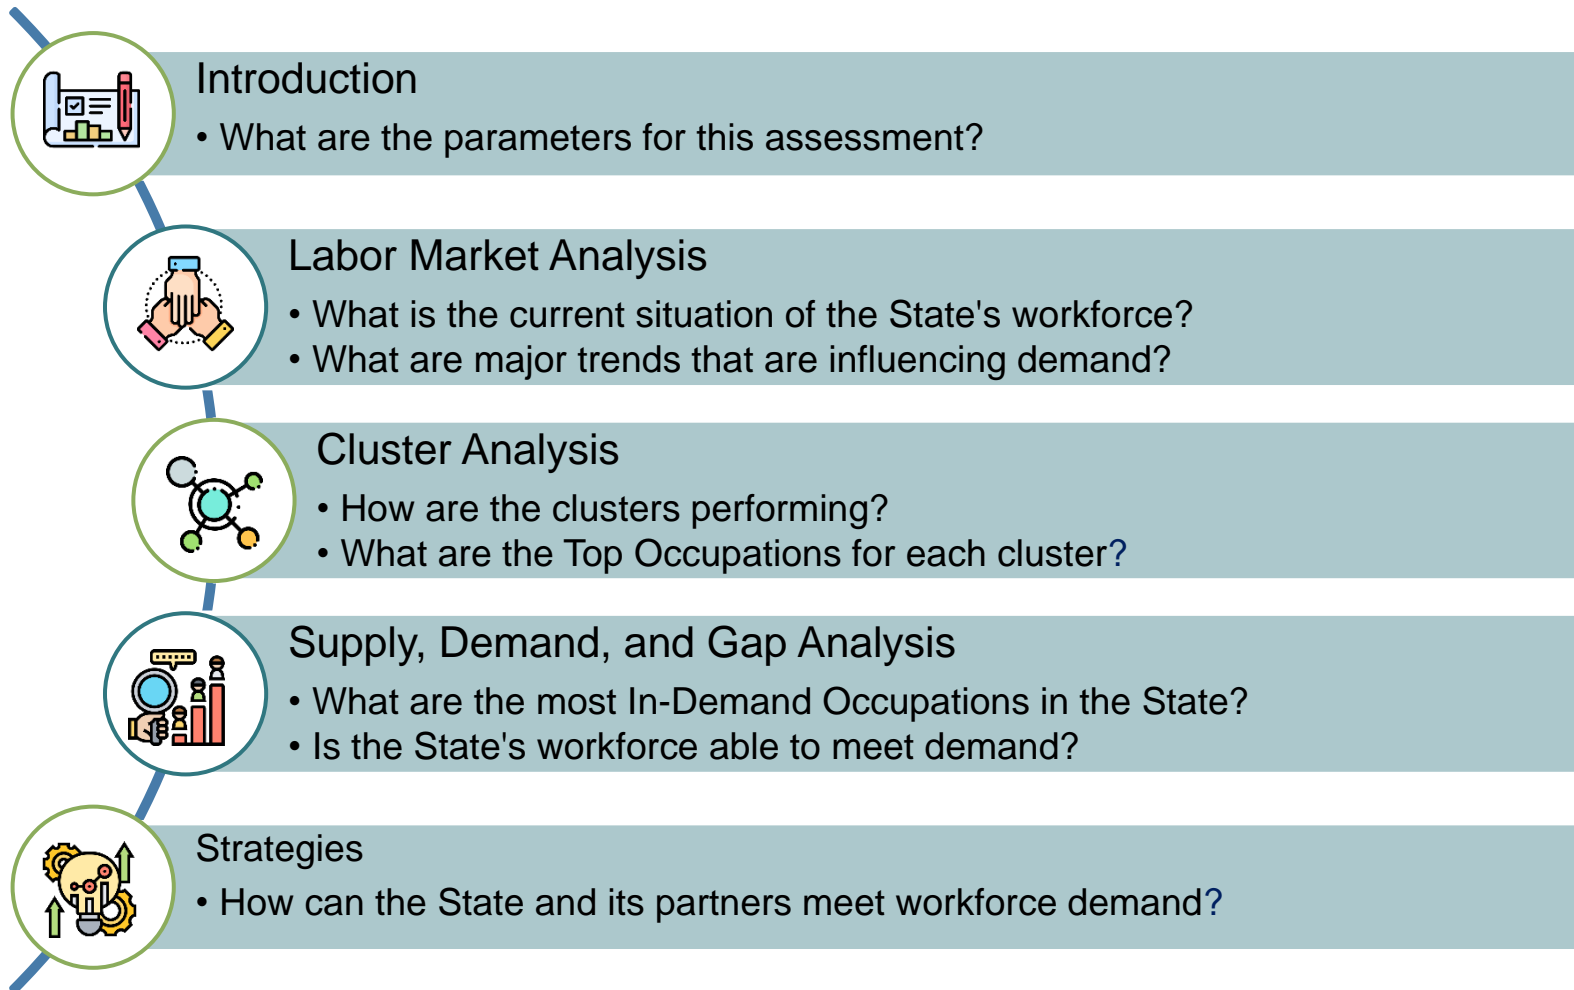 Introduction
• What are the parameters for this assessment?
Labor Market Analysis
• What is the current situation of the State's workforce?
• What are major trends that are influencing demand?
Cluster Analysis
• How are the clusters performing?
• What are the Top Occupations for each cluster?
Supply, Demand, and Gap Analysis
• What are the most In-Demand Occupations in the State?
• Is the State's workforce able to meet demand?
Strategies
• How can the State and its partners meet workforce demand?